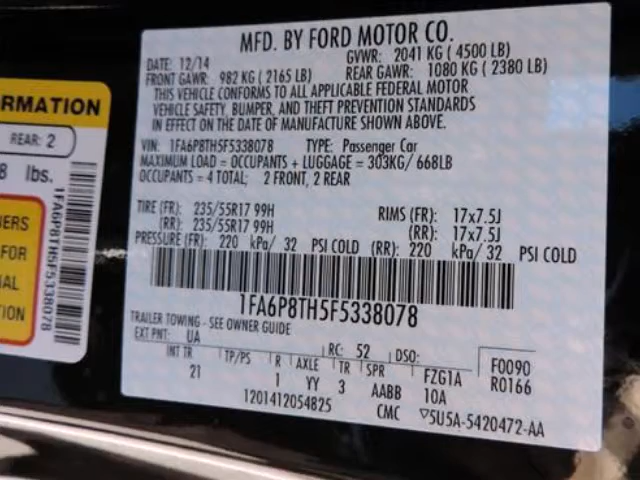 MFD. BY FORD MOTOR CO.
DATE: 12/14 GVWR: 2041 KG ( 4500 LB)
FRONT GAWR: 982 KG ( 2165 LB) REAR GAWR: 1080 KG ( 2380 LB)
THIS VEHICLE CONFORMS TO ALL APPLICABLE FEDERAL MOTOR
VEHICLE SAFETY, BUMPER, AND THEFT PREVENTION STANDARDS
IN EFFECT ON THE DATE OF MANUFACTURE SHOWN ABOVE.
VIN: 1FA6P8TH5F5338078 TYPE: Passenger Car
MAXIMUM LOAD = OCCUPANTS + LUGGAGE = 303KG/ 668LB
OCCUPANTS = 4 TOTAL; 2 FRONT, 2 REAR
TIRE (FR): 235/55R17 99H RIMS (FR): 17x7.5J
(RR): 235/55R17 99H (RR): 17x7.5J
PRESSURE (FR): 220 kPa/ 32 PSI COLD (RR): 220 kPa/ 32 PSI COLD
1FA6P8TH5F5338078
TRAILER TOWING - SEE OWNER GUIDE
EXT PNT: UA RC: 52 DSO: F0090
INT TR TP/PS R AXLE TR SPR FZG1A R0166
21 1 YY 3 AABB 10A
1201412054825 CMC 5U5A-5420472-AA
RMATION
REAR: 2
8 lbs.
1FA6P8TH5F5338078
IERS
FOR
IAL
TION